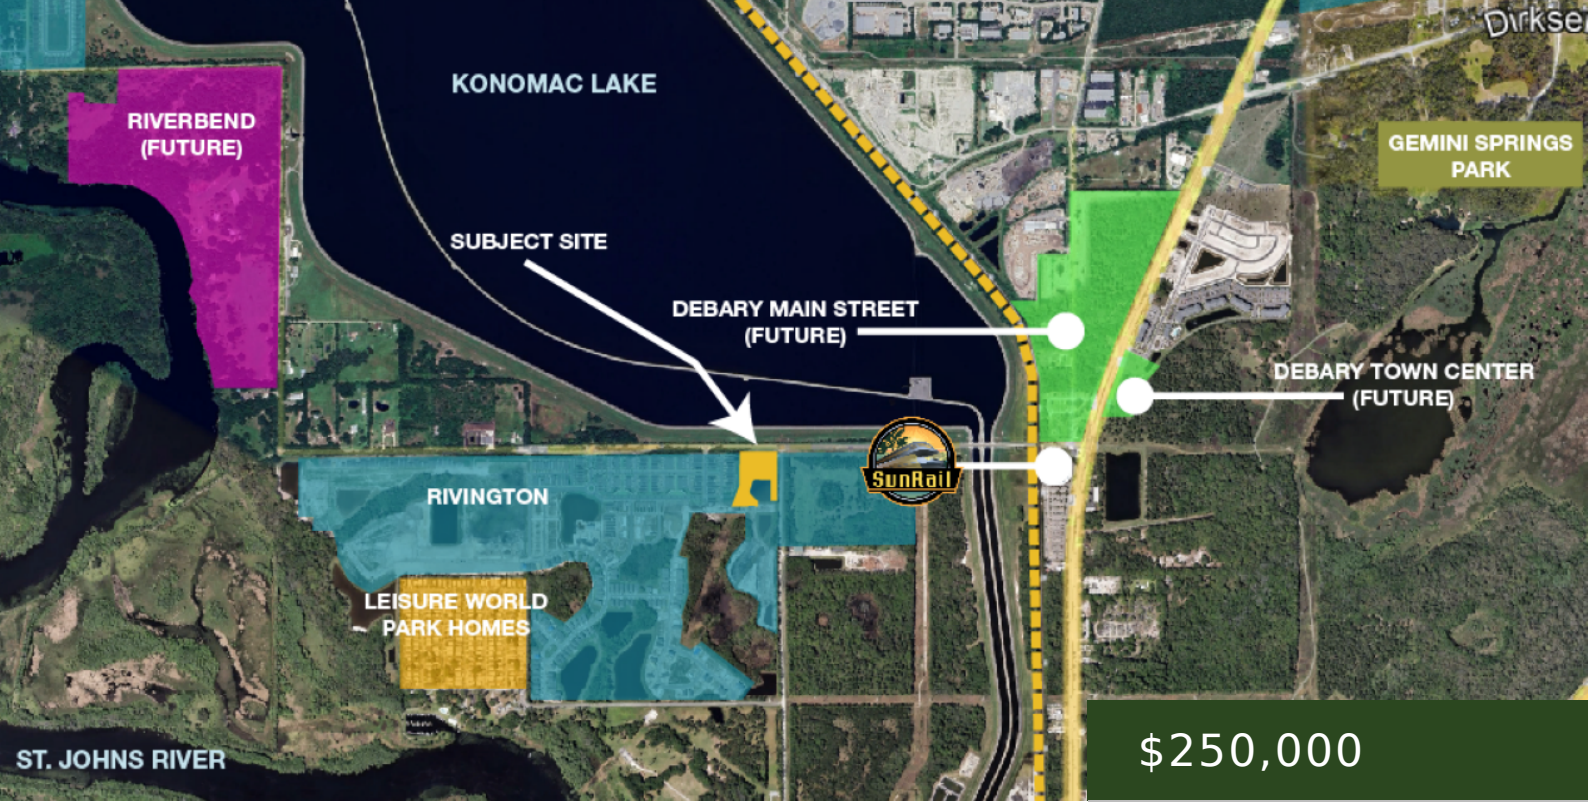 Dirkse
KONOMAC LAKE
RIVERBEND
(FUTURE)
GEMINI SPRINGS
PARK
SUBJECT SITE
DEBARY MAIN STREET
(FUTURE)
DEBARY TOWN CENTER
(FUTURE)
SunRail
RIVINGTON
LEISURE WORLD
PARK HOMES
ST. JOHNS RIVER
$250,000